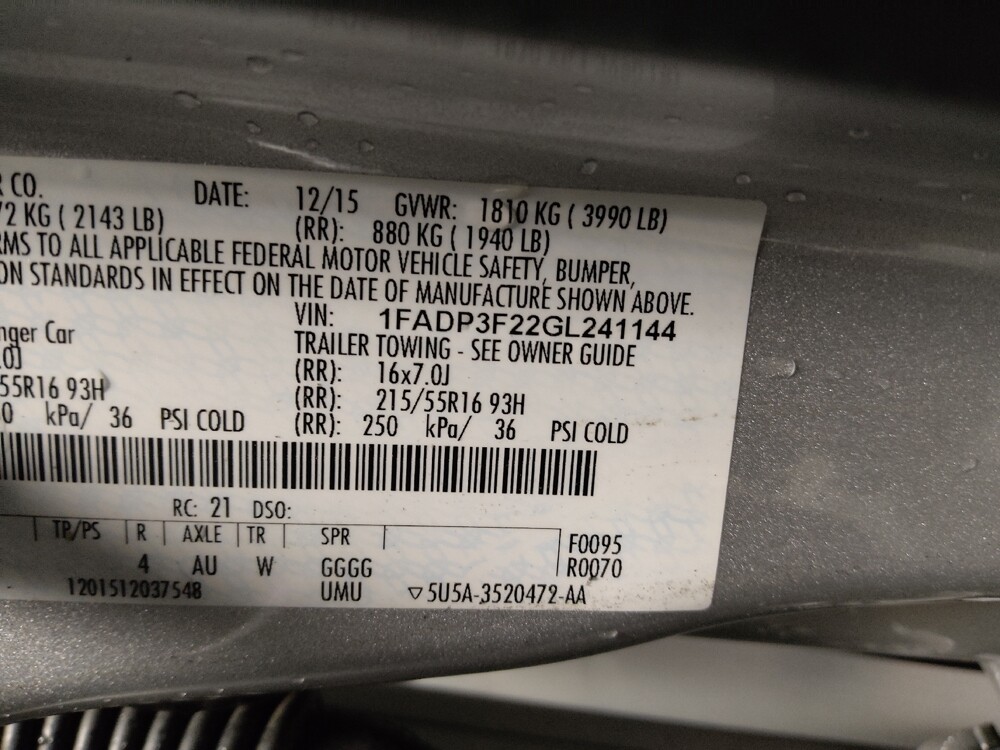 CO.
DATE: 12/15 GVWR: 1810 KG ( 3990 LB)
2 KG ( 2143 LB) (RR): 880 KG ( 1940 LB)
RMS TO ALL APPLICABLE FEDERAL MOTOR VEHICLE SAFETY, BUMPER,
ON STANDARDS IN EFFECT ON THE DATE OF MANUFACTURE SHOWN ABOVE.
VIN: 1FADP3F22GL241144
nger Car TRAILER TOWING - SEE OWNER GUIDE
.0J (RR): 16x7.0J
55R16 93H (RR): 215/55R16 93H
0 kPa/ 36 PSI COLD (RR): 250 kPa/ 36 PSI COLD
RC: 21 DSO:
TP/PS R AXLE TR SPR F0095
4 AU W GGGG R0070
1201512037548 UMU ▽5U5A-3520472-AA